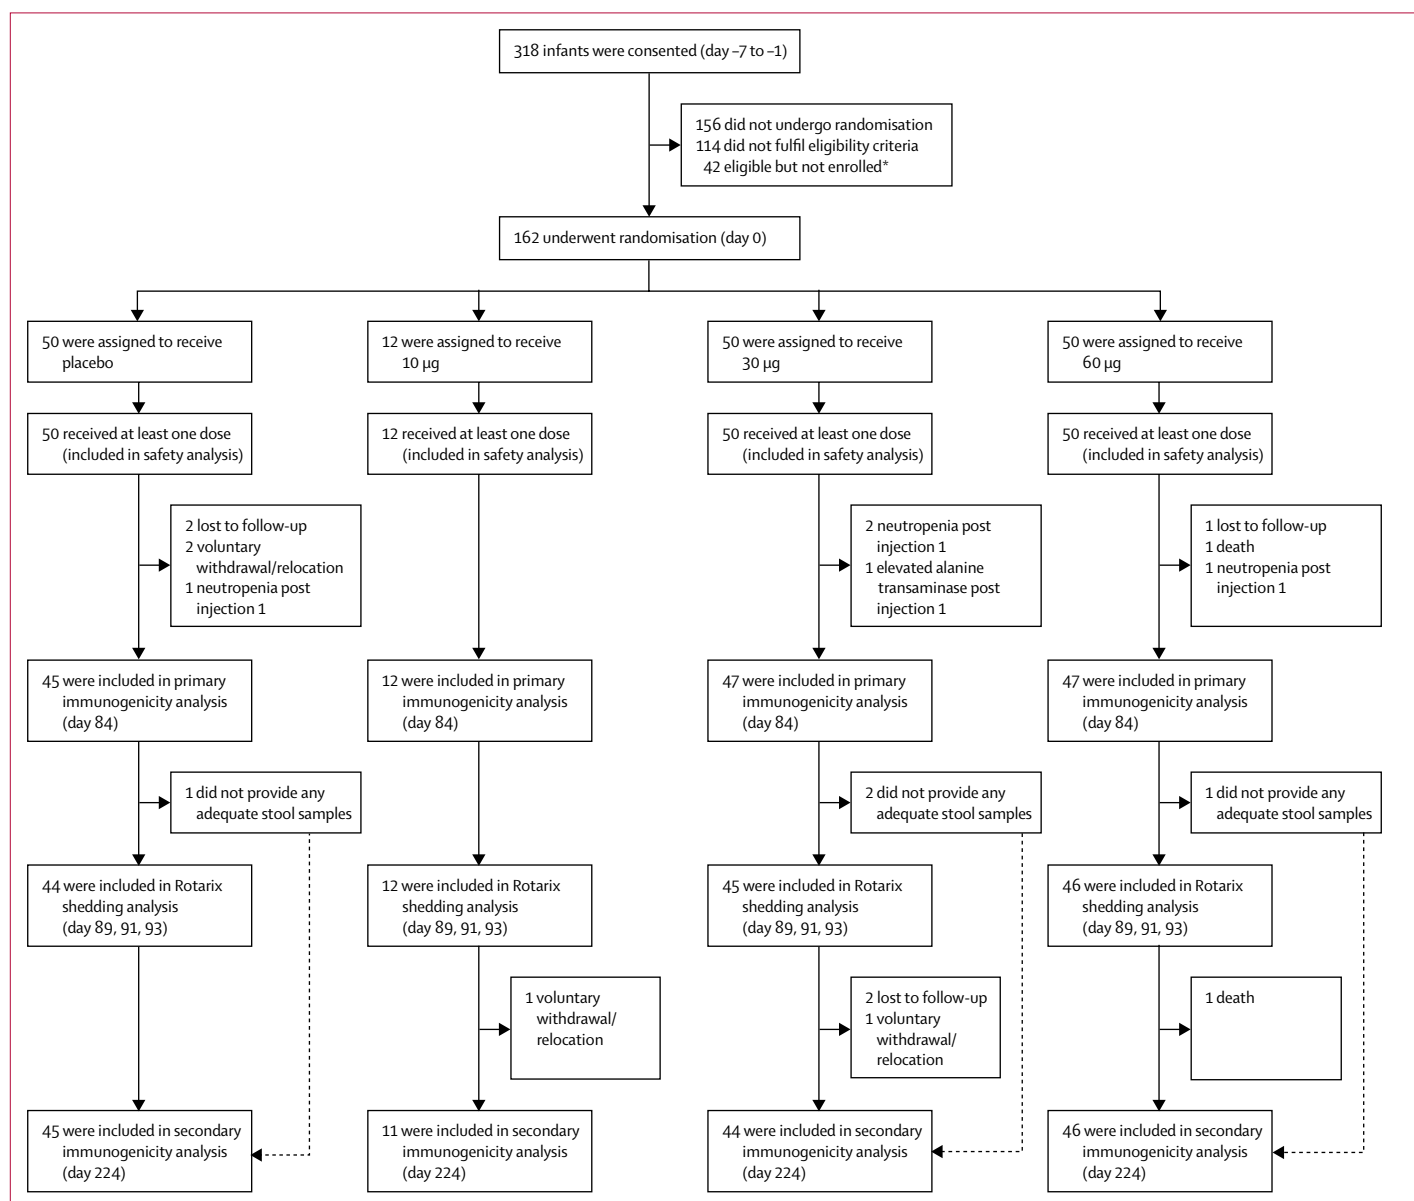 318 infants were consented (day –7 to –1)
156 did not undergo randomisation
114 did not fulfil eligibility criteria
42 eligible but not enrolled*
162 underwent randomisation (day 0)
50 were assigned to receive
placebo
12 were assigned to receive
10 µg
50 were assigned to receive
30 µg
50 were assigned to receive
60 µg
50 received at least one dose
(included in safety analysis)
12 received at least one dose
(included in safety analysis)
50 received at least one dose
(included in safety analysis)
50 received at least one dose
(included in safety analysis)
2 lost to follow-up
2 voluntary
withdrawal/relocation
1 neutropenia post
injection 1
2 neutropenia post
injection 1
1 elevated alanine
transaminase post
injection 1
1 lost to follow-up
1 death
1 neutropenia post
injection 1
45 were included in primary
immunogenicity analysis
(day 84)
12 were included in primary
immunogenicity analysis
(day 84)
47 were included in primary
immunogenicity analysis
(day 84)
47 were included in primary
immunogenicity analysis
(day 84)
1 did not provide any
adequate stool samples
2 did not provide any
adequate stool samples
1 did not provide any
adequate stool samples
44 were included in Rotarix
shedding analysis
(day 89, 91, 93)
12 were included in Rotarix
shedding analysis
(day 89, 91, 93)
45 were included in Rotarix
shedding analysis
(day 89, 91, 93)
46 were included in Rotarix
shedding analysis
(day 89, 91, 93)
1 voluntary
withdrawal/
relocation
2 lost to follow-up
1 voluntary
withdrawal/
relocation
1 death
45 were included in secondary
immunogenicity analysis
(day 224)
11 were included in secondary
immunogenicity analysis
(day 224)
44 were included in secondary
immunogenicity analysis
(day 224)
46 were included in secondary
immunogenicity analysis
(day 224)